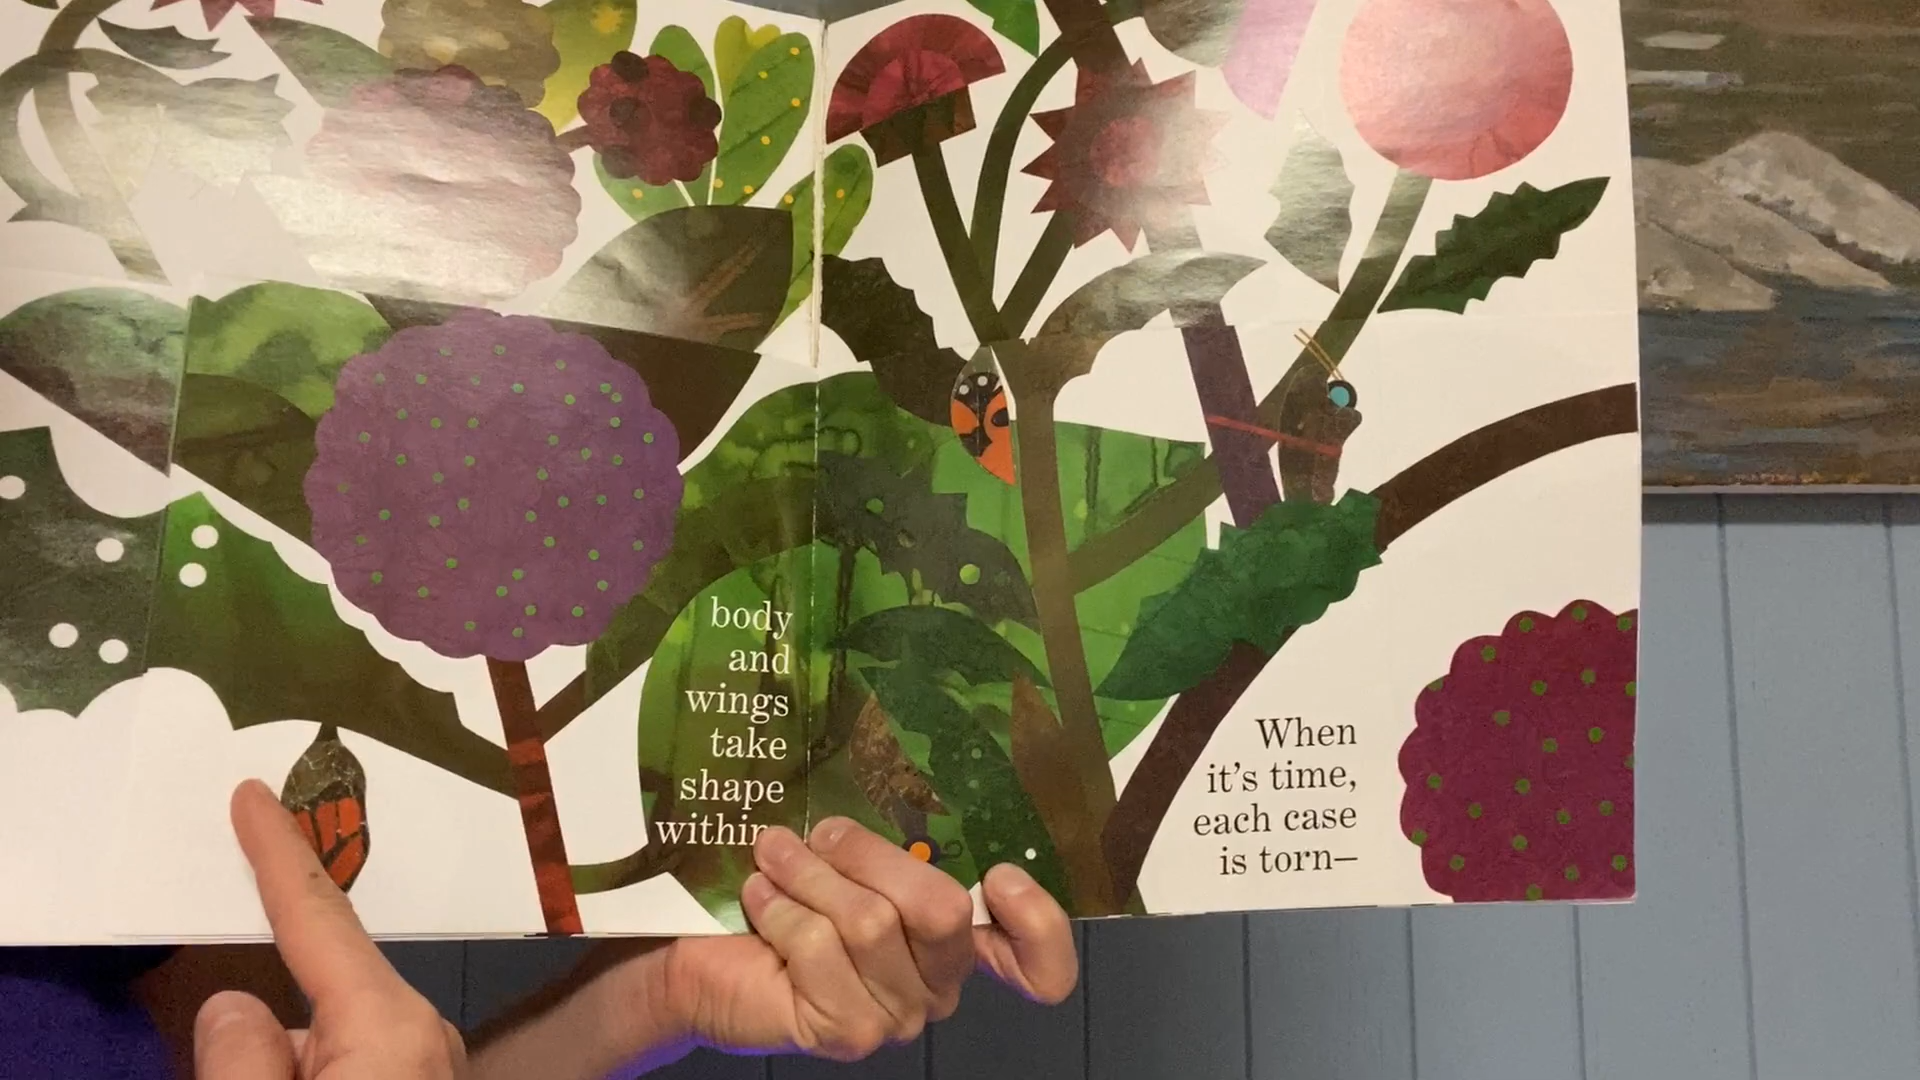 body
and
wings
take
shape
within
When
it's time,
each case
is torn—